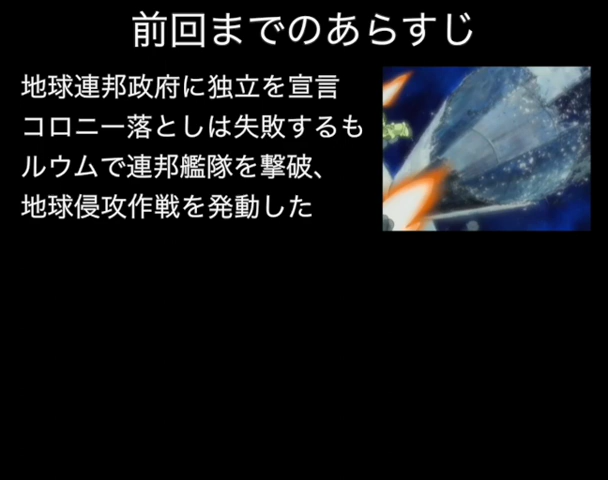 前回までのあらすじ
地球連邦政府に独立を宣言
コロニー落としは失敗するも
ルウムで連邦艦隊を撃破、
地球侵攻作戦を発動した